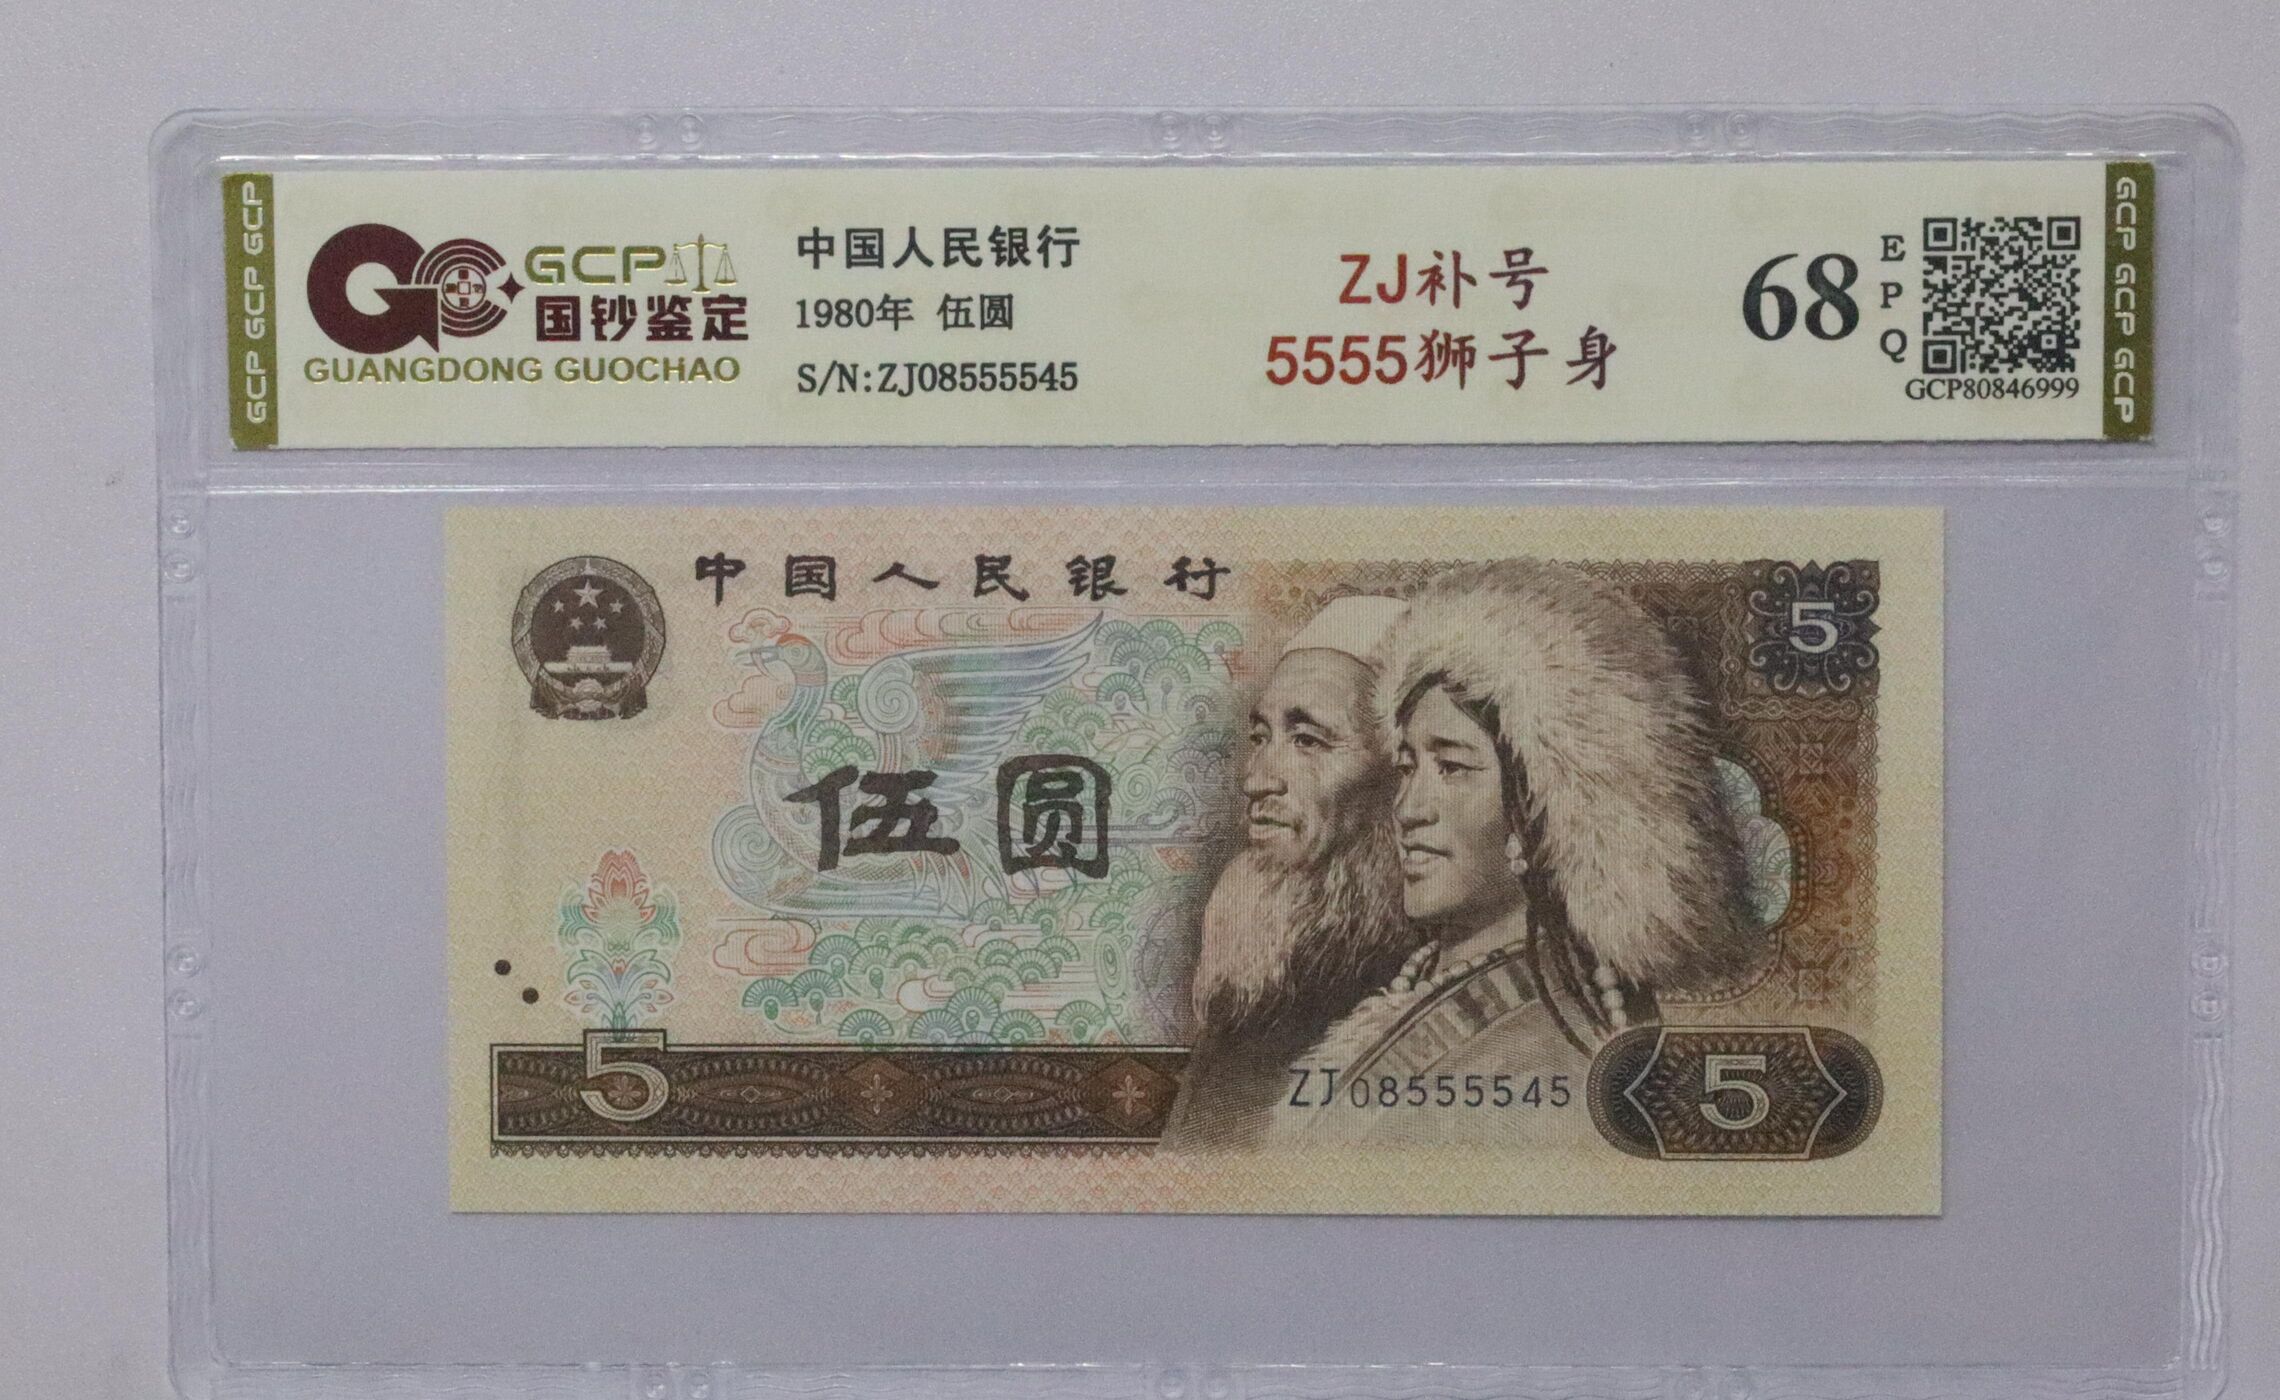 GCP GCP GCP
GCP
国钞鉴定
GUANGDONG GUOCHAO
中国人民银行
1980年 伍圆
S/N:ZJ08555545
ZJ补号
5555狮子身
68
EPQ
GCP80846999
GCP GCP GCP
中国人民银行
5
伍圆
5
ZJ08555545
5